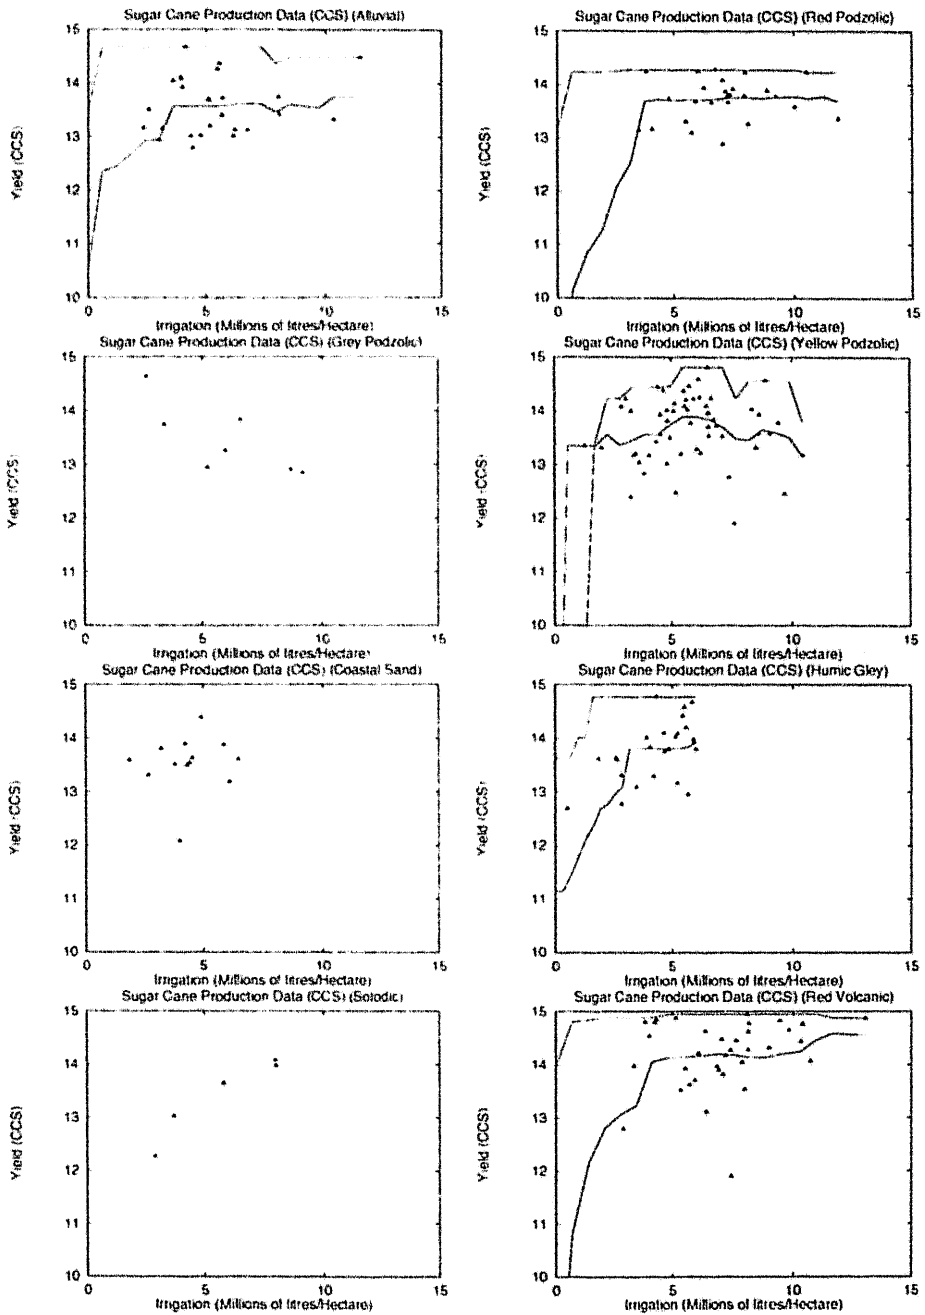 Sugar Cane Production Data (CCS) (Alluvial)
15
14
13
12
11
10
Yield (CCS)
0 5 10 15
Irrigation (Millions of litres/Hectare)
Sugar Cane Production Data (CCS) (Red Podzolic)
15
14
13
12
11
10
Yield (CCS)
0 5 10 15
Irrigation (Millions of litres/Hectare)
Sugar Cane Production Data (CCS) (Grey Podzolic)
15
14
13
12
11
10
Yield (CCS)
0 5 10 15
Irrigation (Millions of litres/Hectare)
Sugar Cane Production Data (CCS) (Yellow Podzolic)
15
14
13
12
11
10
Yield (CCS)
0 5 10 15
Irrigation (Millions of litres/Hectare)
Sugar Cane Production Data (CCS) (Coastal Sand)
15
14
13
12
11
10
Yield (CCS)
0 5 10 15
Irrigation (Millions of litres/Hectare)
Sugar Cane Production Data (CCS) (Humic Gley)
15
14
13
12
11
10
Yield (CCS)
0 5 10 15
Irrigation (Millions of litres/Hectare)
Sugar Cane Production Data (CCS) (Solodic)
15
14
13
12
11
10
Yield (CCS)
0 5 10 15
Irrigation (Millions of litres/Hectare)
Sugar Cane Production Data (CCS) (Red Volcanic)
15
14
13
12
11
10
Yield (CCS)
0 5 10 15
Irrigation (Millions of litres/Hectare)